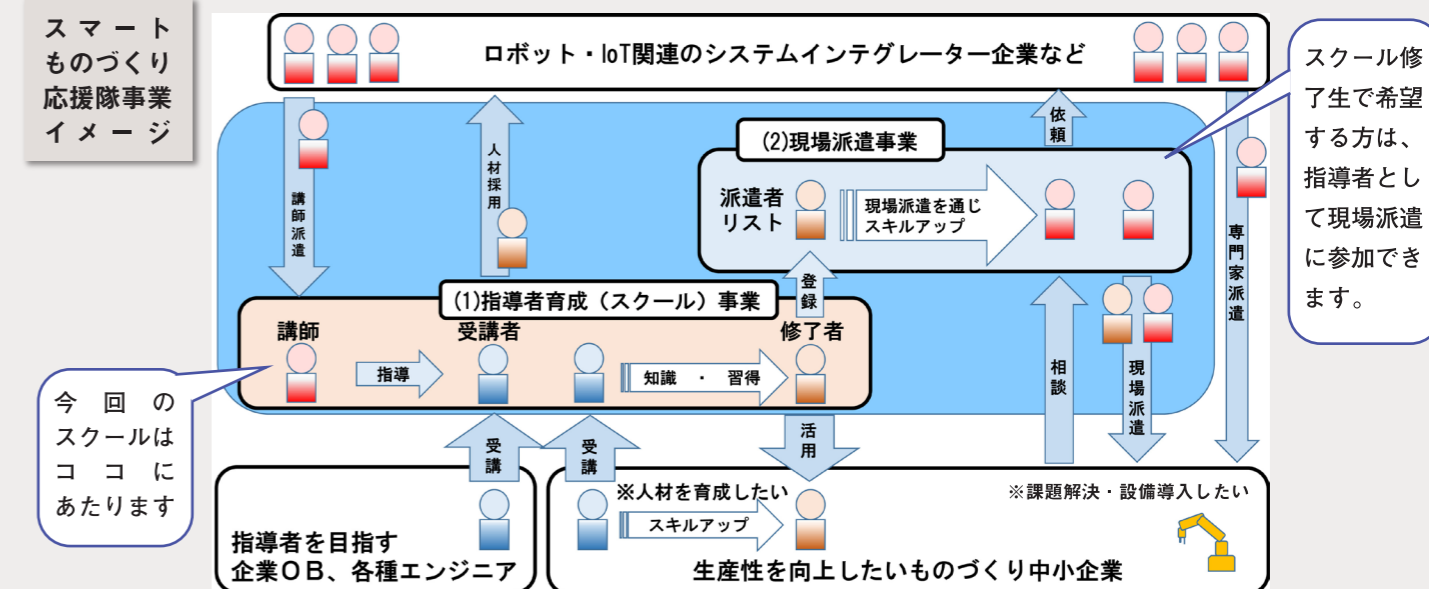 スマート
ものづくり
応援隊事業
イメージ
ロボット・IoT関連のシステムインテグレーター企業など
スクール修
了生で希望
する方は、
指導者とし
て現場派遣
に参加でき
ます。
講師派遣
人材採用
依頼
専門家派遣
(2)現場派遣事業
派遣者
リスト
現場派遣を通じ
スキルアップ
登録
(1)指導者育成（スクール）事業
講師
受講者
修了者
指導
知識 ・ 習得
相談
現場派遣
今回の
スクールは
ココに
あたります
受講
受講
活用
指導者を目指す
企業OB、各種エンジニア
※人材を育成したい
スキルアップ
※課題解決・設備導入したい
生産性を向上したいものづくり中小企業